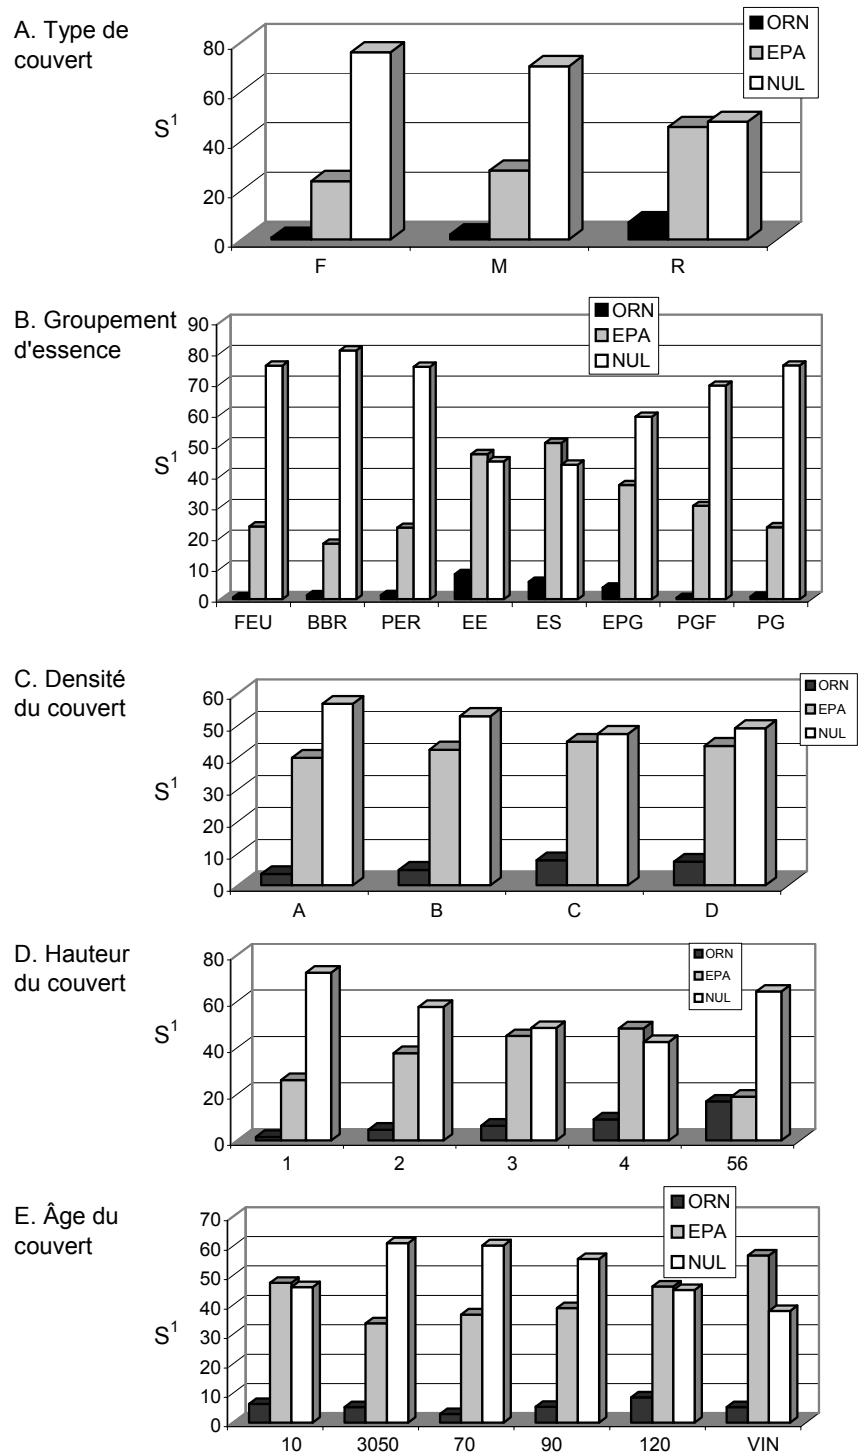 A. Type de
couvert
ORN
EPA
NUL
S¹
80
60
40
20
0
F M R
B. Groupement
d'essence
ORN
EPA
NUL
S¹
90
80
70
60
50
40
30
20
10
0
FEU BBR PER EE ES EPG PGF PG
C. Densité
du couvert
ORN
EPA
NUL
S¹
60
50
40
30
20
10
0
A B C D
D. Hauteur
du couvert
ORN
EPA
NUL
S¹
80
60
40
20
0
1 2 3 4 56
E. Âge du
couvert
ORN
EPA
NUL
S¹
70
60
50
40
30
20
10
0
10 3050 70 90 120 VIN